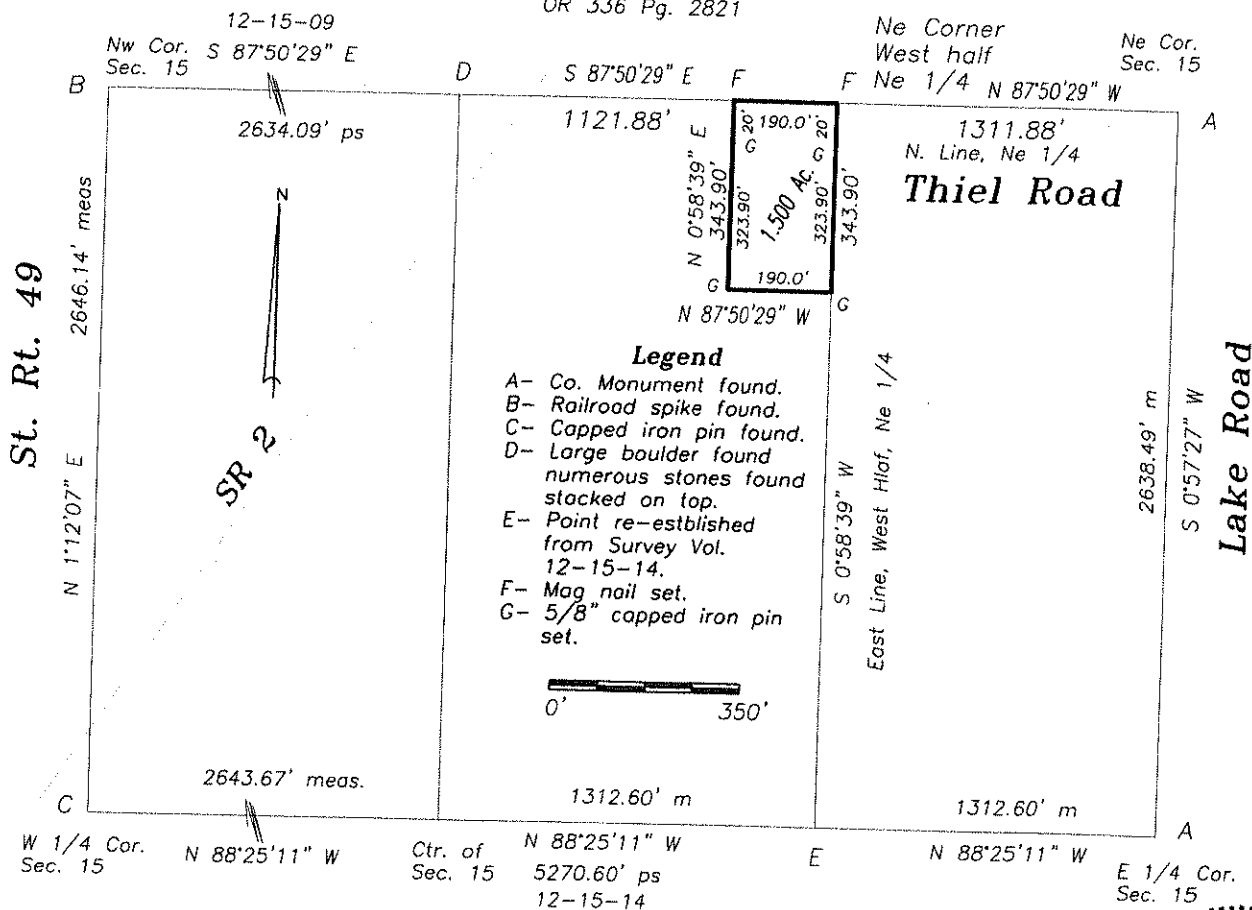 OR 336 Pg. 2821
12-15-09
Nw Cor. S 87°50'29" E
Sec. 15
Ne Corner
West half
Ne 1/4 N 87°50'29" W
Ne Cor.
Sec. 15
B
D
S 87°50'29" E
F
F
A
2634.09' ps
1121.88'
20'
190.0'
20'
G
G
1311.88'
N. Line, Ne 1/4
Thiel Road
N 0°58'39" E
343.90'
323.90'
1.500 Ac.
323.90'
343.90'
G
190.0'
G
N 87°50'29" W
N
St. Rt. 49
2646.14' meas
N 1°12'07" E
SR 2
Legend
A- Co. Monument found.
B- Railroad spike found.
C- Capped iron pin found.
D- Large boulder found
numerous stones found
stacked on top.
E- Point re-estblished
from Survey Vol.
12-15-14.
F- Mag nail set.
G- 5/8" capped iron pin
set.
0' 350'
S 0°58'39" W
East Line, West Hlaf, Ne 1/4
2638.49' m
S 0°57'27" W
Lake Road
2643.67' meas.
1312.60' m
1312.60' m
C
A
W 1/4 Cor.
Sec. 15
N 88°25'11" W
Ctr. of
Sec. 15
N 88°25'11" W
5270.60' ps
12-15-14
E
N 88°25'11" W
E 1/4 Cor.
Sec. 15